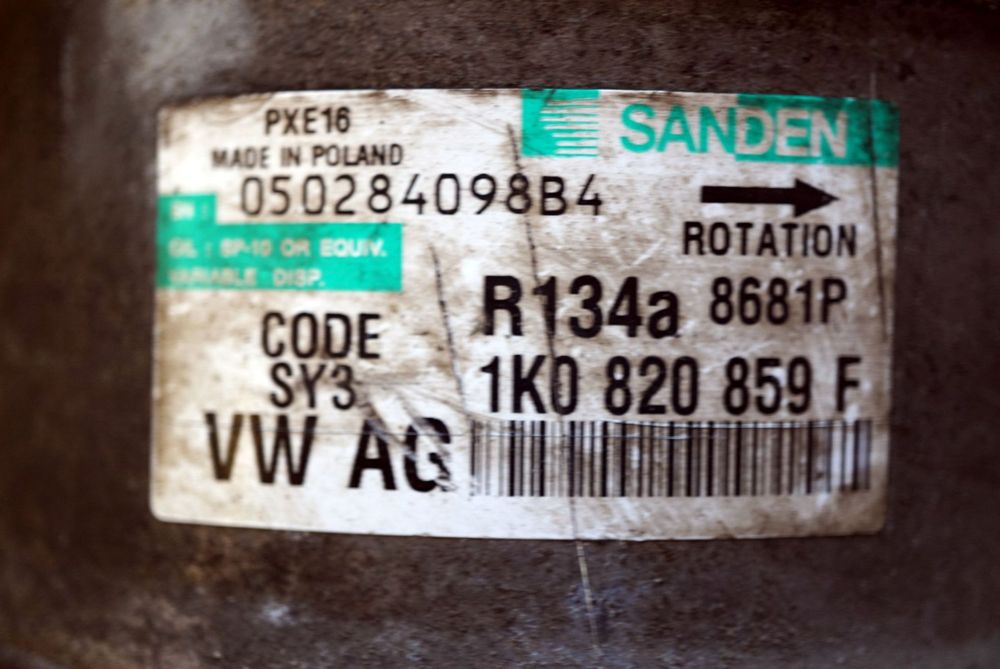 PXE16
SANDEN
MADE IN POLAND
SN :
050284098B4
ROTATION
OIL : SP-10 OR EQUIV.
VARIABLE DISP.
R134a 8681P
CODE
SY3
1K0 820 859 F
VW AG